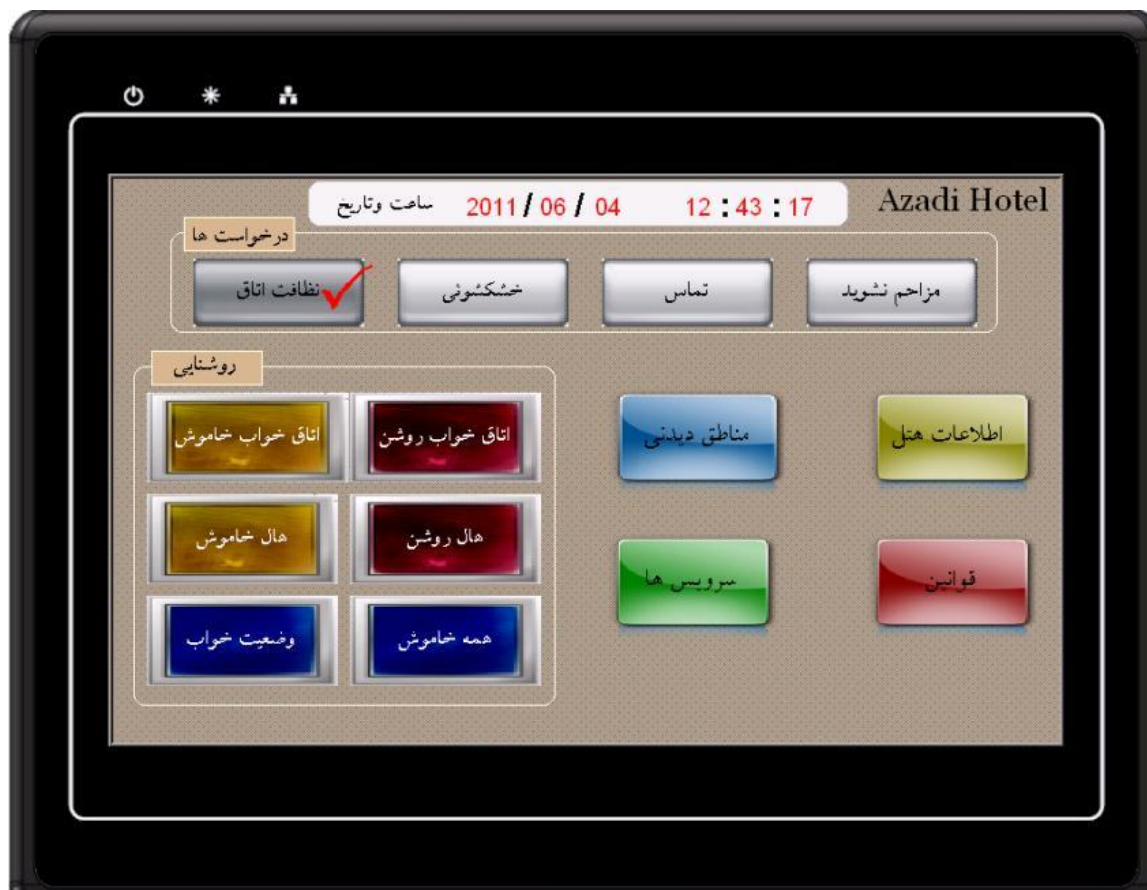 Azadi Hotel
ساعت وتاریخ 2011 / 06 / 04 12 : 43 : 17
درخواست ها
مزاحم نشوید تماس خشکشوئی نظافت اتاق
روشنایی
اتاق خواب روشن اتاق خواب خاموش
هال روشن هال خاموش
همه خاموش وضعیت خواب
اطلاعات هتل مناطق دیدنی
قوانین سرویس ها